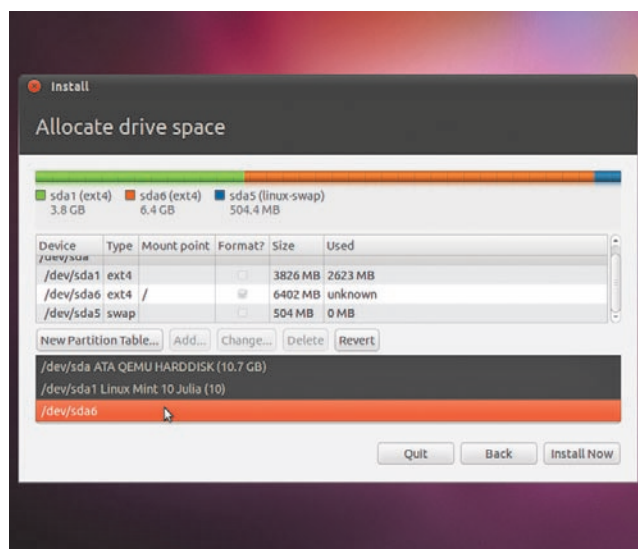 Install
Allocate drive space
sda1 (ext4) sda6 (ext4) sda5 (linux-swap)
3.8 GB 6.4 GB 504.4 MB
Device Type Mount point Format? Size Used
/dev/sda
/dev/sda1 ext4 3826 MB 2623 MB
/dev/sda6 ext4 / 6402 MB unknown
/dev/sda5 swap 504 MB 0 MB
New Partition Table... Add... Change... Delete Revert
/dev/sda ATA QEMU HARDDISK (10.7 GB)
/dev/sda1 Linux Mint 10 Julia (10)
/dev/sda6
Quit Back Install Now